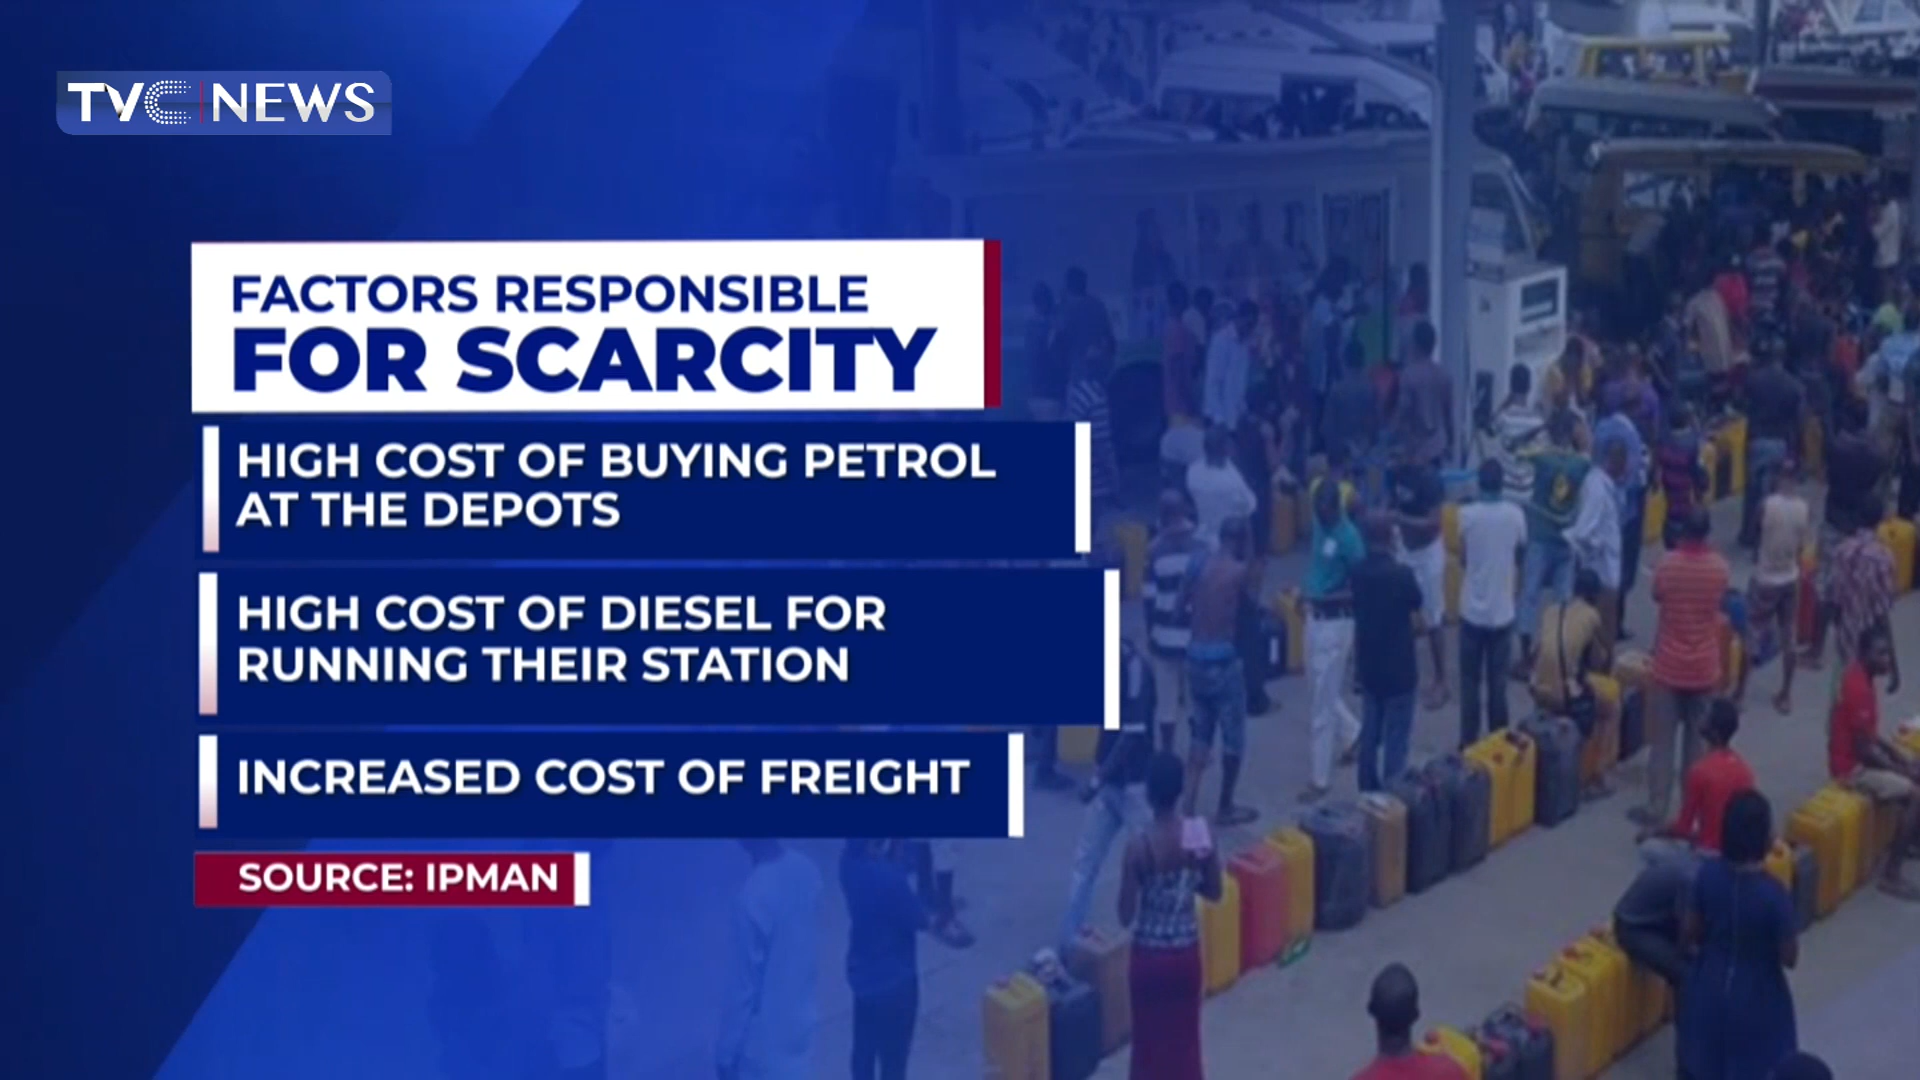 TVC NEWS
FACTORS RESPONSIBLE
FOR SCARCITY
HIGH COST OF BUYING PETROL
AT THE DEPOTS
HIGH COST OF DIESEL FOR
RUNNING THEIR STATION
INCREASED COST OF FREIGHT
SOURCE: IPMAN